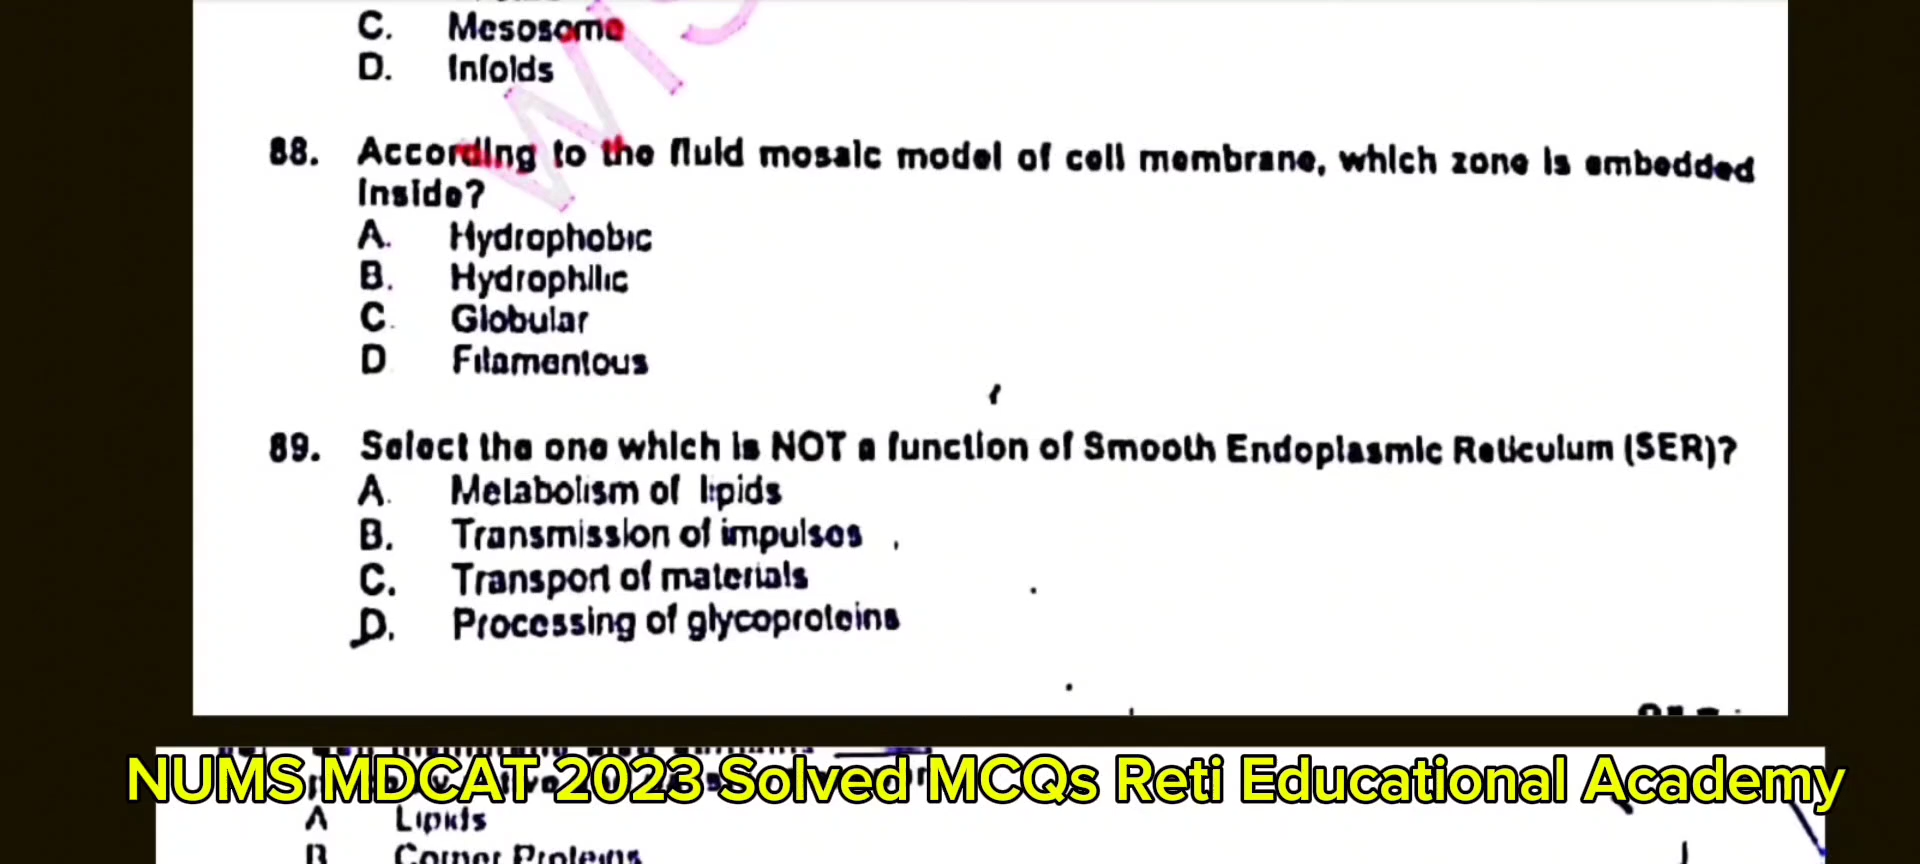 C. Mesosome
D. Infolds
88. According to the fluid mosaic model of cell membrane, which zone is embedded
inside?
A. Hydrophobic
B. Hydrophilic
C. Globular
D Filamentous
89. Select the one which is NOT a function of Smooth Endoplasmic Reticulum (SER)?
A. Metabolism of lipids
B. Transmission of impulses
C. Transport of materials
D. Processing of glycoproteins
NUMS MDCAT 2023 Solved MCQs Reti Educational Academy
A Lipids
B Proteins